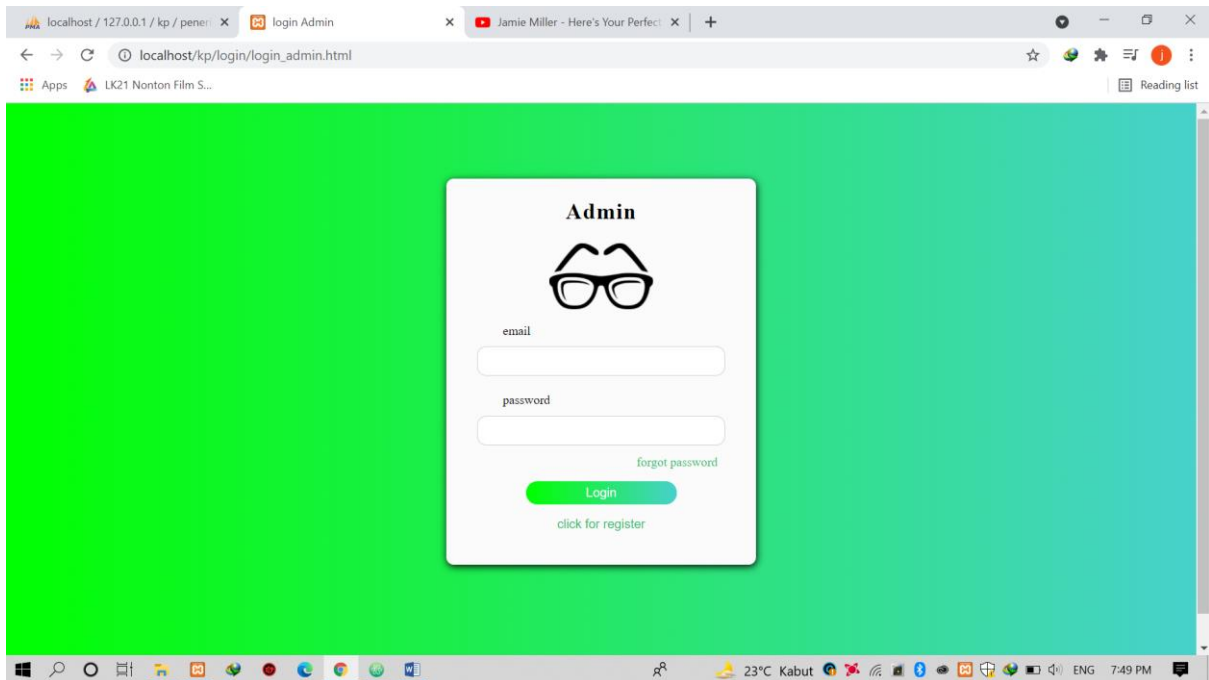 localhost / 127.0.0.1 / kp / pener
login Admin
Jamie Miller - Here's Your Perfect
localhost/kp/login/login_admin.html
Apps
LK21 Nonton Film S...
Reading list
Admin
email
password
forgot password
Login
click for register
23°C Kabut
ENG
7:49 PM